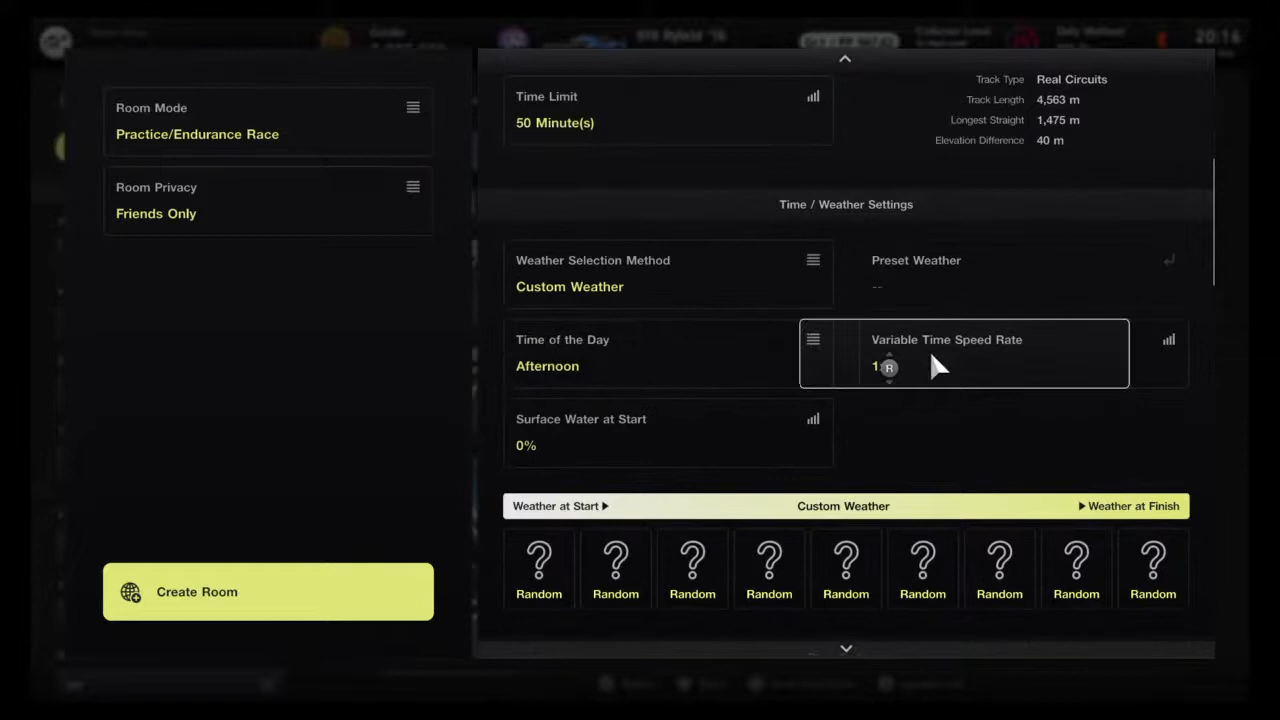 20:16
Room Mode
Practice/Endurance Race
Room Privacy
Friends Only
Create Room
Time Limit
50 Minute(s)
Track Type Real Circuits
Track Length 4,563 m
Longest Straight 1,475 m
Elevation Difference 40 m
Time / Weather Settings
Weather Selection Method
Custom Weather
Preset Weather
--
Time of the Day
Afternoon
Variable Time Speed Rate
1
R
Surface Water at Start
0%
Weather at Start
Custom Weather
Weather at Finish
Random Random Random Random Random Random Random Random Random